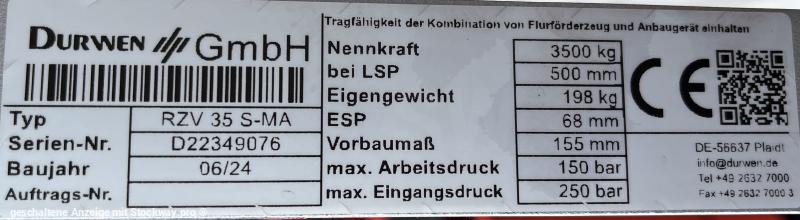 Tragfähigkeit der Kombination von Flurförderzeug und Anbaugerät einhalten
DURWEN GmbH
Typ RZV 35 S-MA
Serien-Nr. D22349076
Baujahr 06/24
Auftrags-Nr.
Nennkraft 3500 kg
bei LSP 500 mm
Eigengewicht 198 kg
ESP 68 mm
Vorbaumaß 155 mm
max. Arbeitsdruck 150 bar
max. Eingangsdruck 250 bar
CE
DE-56637 Plaidt
info@durwen.de
Tel +49 2632 7000
Fax +49 2632 7000
geschaltene Anzeige mit Stockway.pro ©